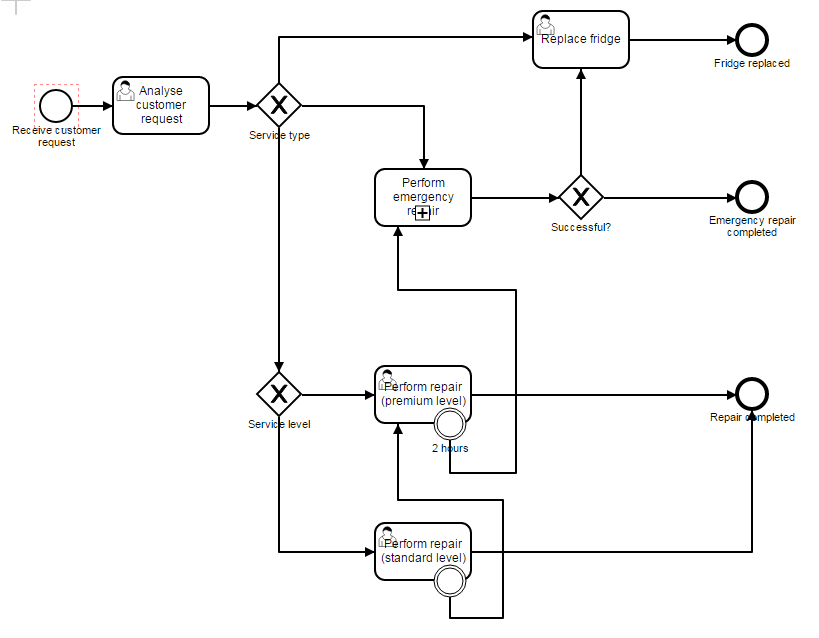 Replace fridge
Fridge replaced
Analyse
customer
request
Receive customer
request
Service type
Perform
emergency
repair
Successful?
Emergency repair
completed
Perform repair
(premium level)
2 hours
Service level
Repair completed
Perform repair
(standard level)